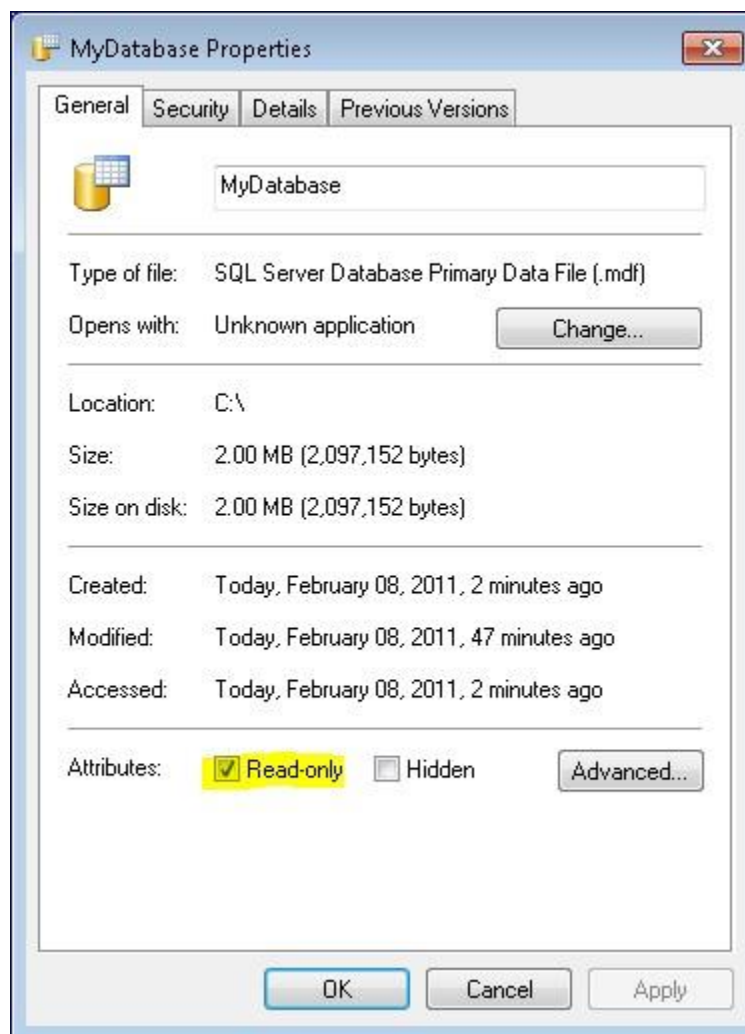 MyDatabase Properties
General Security Details Previous Versions
MyDatabase
Type of file: SQL Server Database Primary Data File (.mdf)
Opens with: Unknown application Change...
Location: C:\
Size: 2.00 MB (2,097,152 bytes)
Size on disk: 2.00 MB (2,097,152 bytes)
Created: Today, February 08, 2011, 2 minutes ago
Modified: Today, February 08, 2011, 47 minutes ago
Accessed: Today, February 08, 2011, 2 minutes ago
Attributes: Read-only Hidden Advanced...
OK Cancel Apply